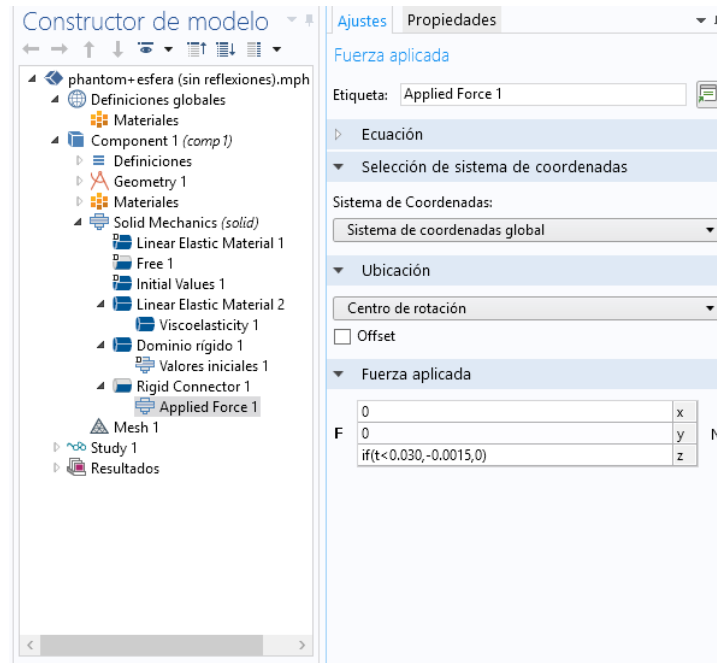 Constructor de modelo
phantom+esfera (sin reflexiones).mph
Definiciones globales
Materiales
Component 1 (comp1)
Definiciones
Geometry 1
Materiales
Solid Mechanics (solid)
Linear Elastic Material 1
Free 1
Initial Values 1
Linear Elastic Material 2
Viscoelasticity 1
Dominio rígido 1
Valores iniciales 1
Rigid Connector 1
Applied Force 1
Mesh 1
Study 1
Resultados
Ajustes Propiedades
Fuerza aplicada
Etiqueta: Applied Force 1
Ecuación
Selección de sistema de coordenadas
Sistema de Coordenadas:
Sistema de coordenadas global
Ubicación
Centro de rotación
Offset
Fuerza aplicada
0 x
F 0 y N
if(t<0.030,-0.0015,0) z